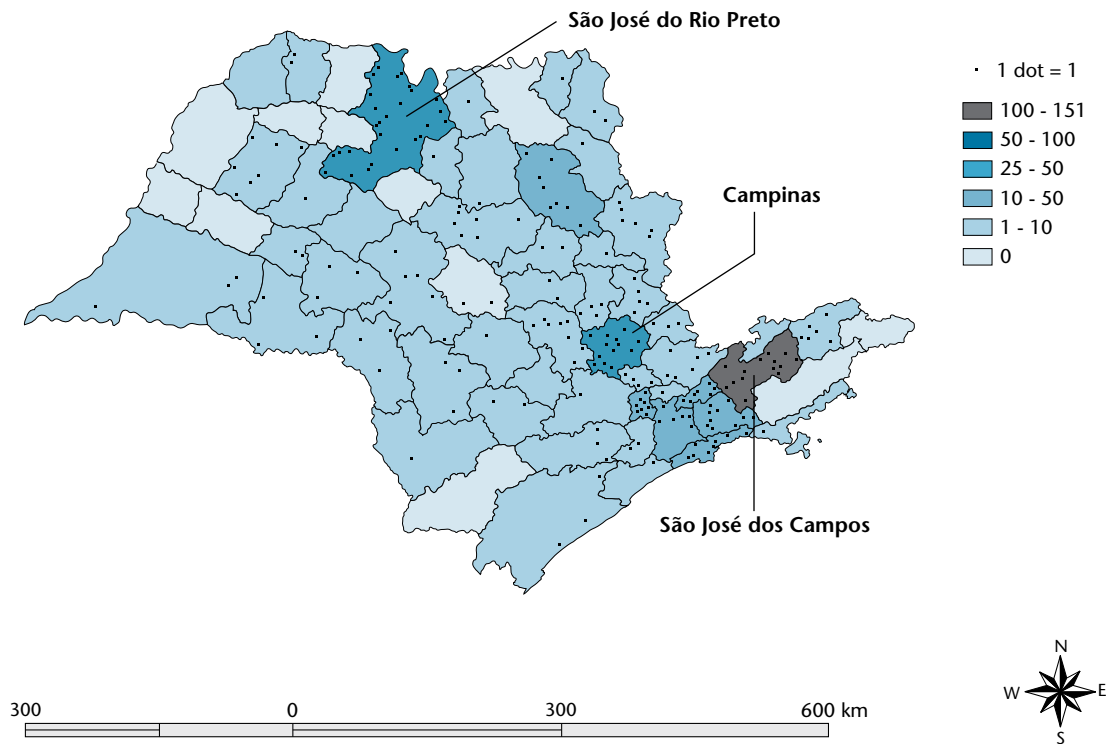 São José do Rio Preto
1 dot = 1
100 - 151
50 - 100
25 - 50
10 - 50
1 - 10
0
Campinas
São José dos Campos
N
W E
S
300 0 300 600 km